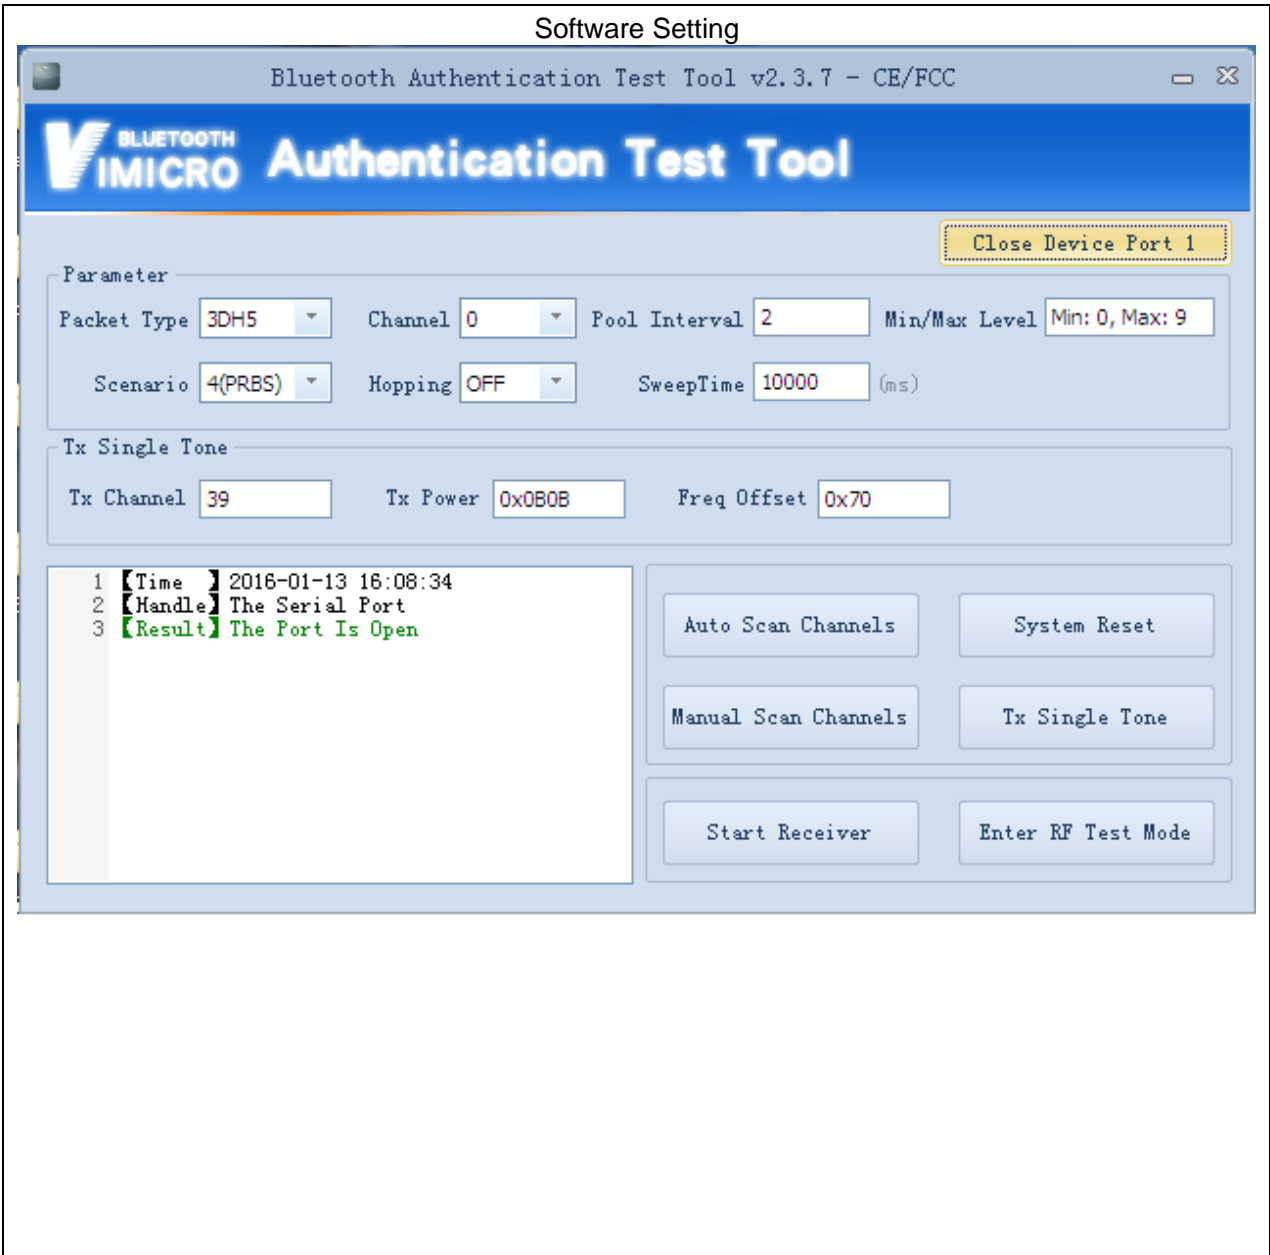 Software Setting
Bluetooth Authentication Test Tool v2.3.7 - CE/FCC
BLUETOOTH
VIMICRO Authentication Test Tool
Close Device Port 1
Parameter
Packet Type 3DH5 Channel 0 Pool Interval 2 Min/Max Level Min: 0, Max: 9
Scenario 4(PRBS) Hopping OFF SweepTime 10000 (ms)
Tx Single Tone
Tx Channel 39 Tx Power 0x0B0B Freq Offset 0x70
1 【Time 】 2016-01-13 16:08:34
2 【Handle】 The Serial Port
3 【Result】 The Port Is Open
Auto Scan Channels System Reset
Manual Scan Channels Tx Single Tone
Start Receiver Enter RF Test Mode